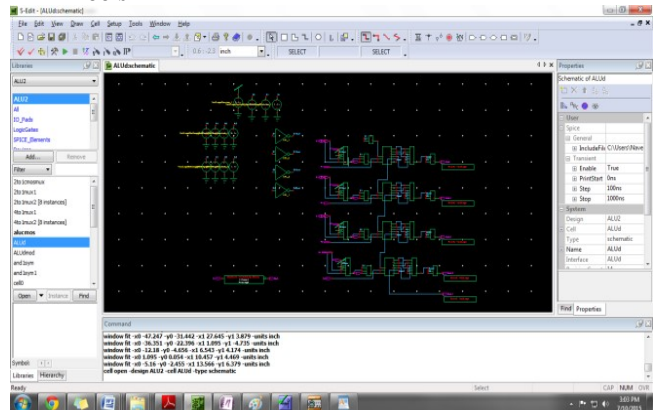 S-Edit - [ALUd:schematic]
File Edit View Draw Cell Setup Tools Window Help
inch
SELECT
SELECT
Libraries
ALU2
ALU2
All
IO_Pads
LogicGates
SPICE_Elements
Add...
Remove
Filter
2to1mux1
2to1mux2 [8 instances]
4to1mux1
4to1mux2 [8 instances]
alucmos
ALUd
ALUdmod
Open
Instance
Find
Symbol:
Libraries
Hierarchy
ALUd:schematic
Properties
Schematic of ALUd
User
Spice
General
IncludeFile C:\Users\Nave
Transient
Enable True
PrintStart 0ns
Step 100ns
Stop 1000ns
System
Design ALU2
Cell ALUd
Type schematic
Name ALUd
Interface ALUd
Find
Properties
Command
window fit -x0 -47.247 -y0 -31.442 -x1 27.645 -y1 3.879 -units inch
window fit -x0 -36.351 -y0 -22.396 -x1 1.095 -y1 -4.735 -units inch
window fit -x0 -12.18 -y0 -4.656 -x1 6.543 -y1 4.174 -units inch
window fit -x0 1.095 -y0 0.054 -x1 10.457 -y1 4.469 -units inch
window fit -x0 -5.16 -y0 -2.455 -x1 13.566 -y1 6.379 -units inch
cell open -design ALU2 -cell ALUd -type schematic
Ready
Select
CAP NUM OVR
3:03 PM
7/10/2015